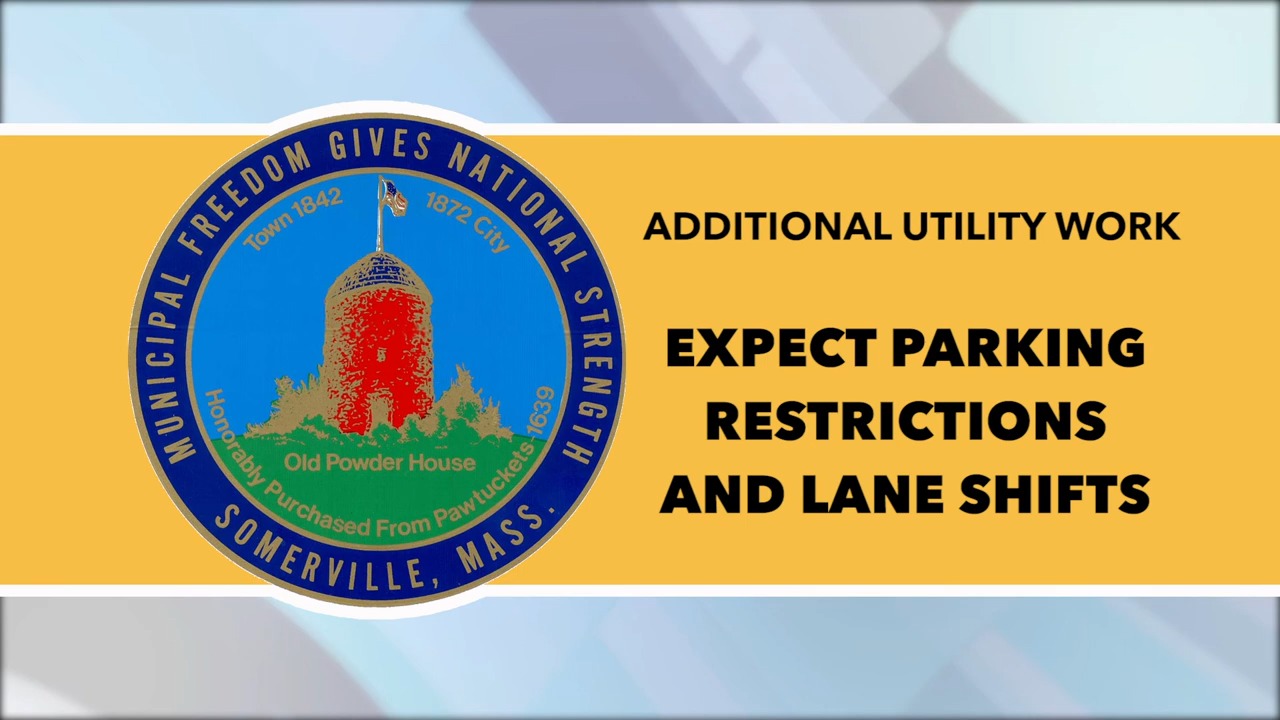 MUNICIPAL FREEDOM GIVES NATIONAL STRENGTH
Town 1842
1872 City
Old Powder House
Honorably Purchased From Pawtuckets 1639
SOMERVILLE, MASS.
ADDITIONAL UTILITY WORK
EXPECT PARKING
RESTRICTIONS
AND LANE SHIFTS